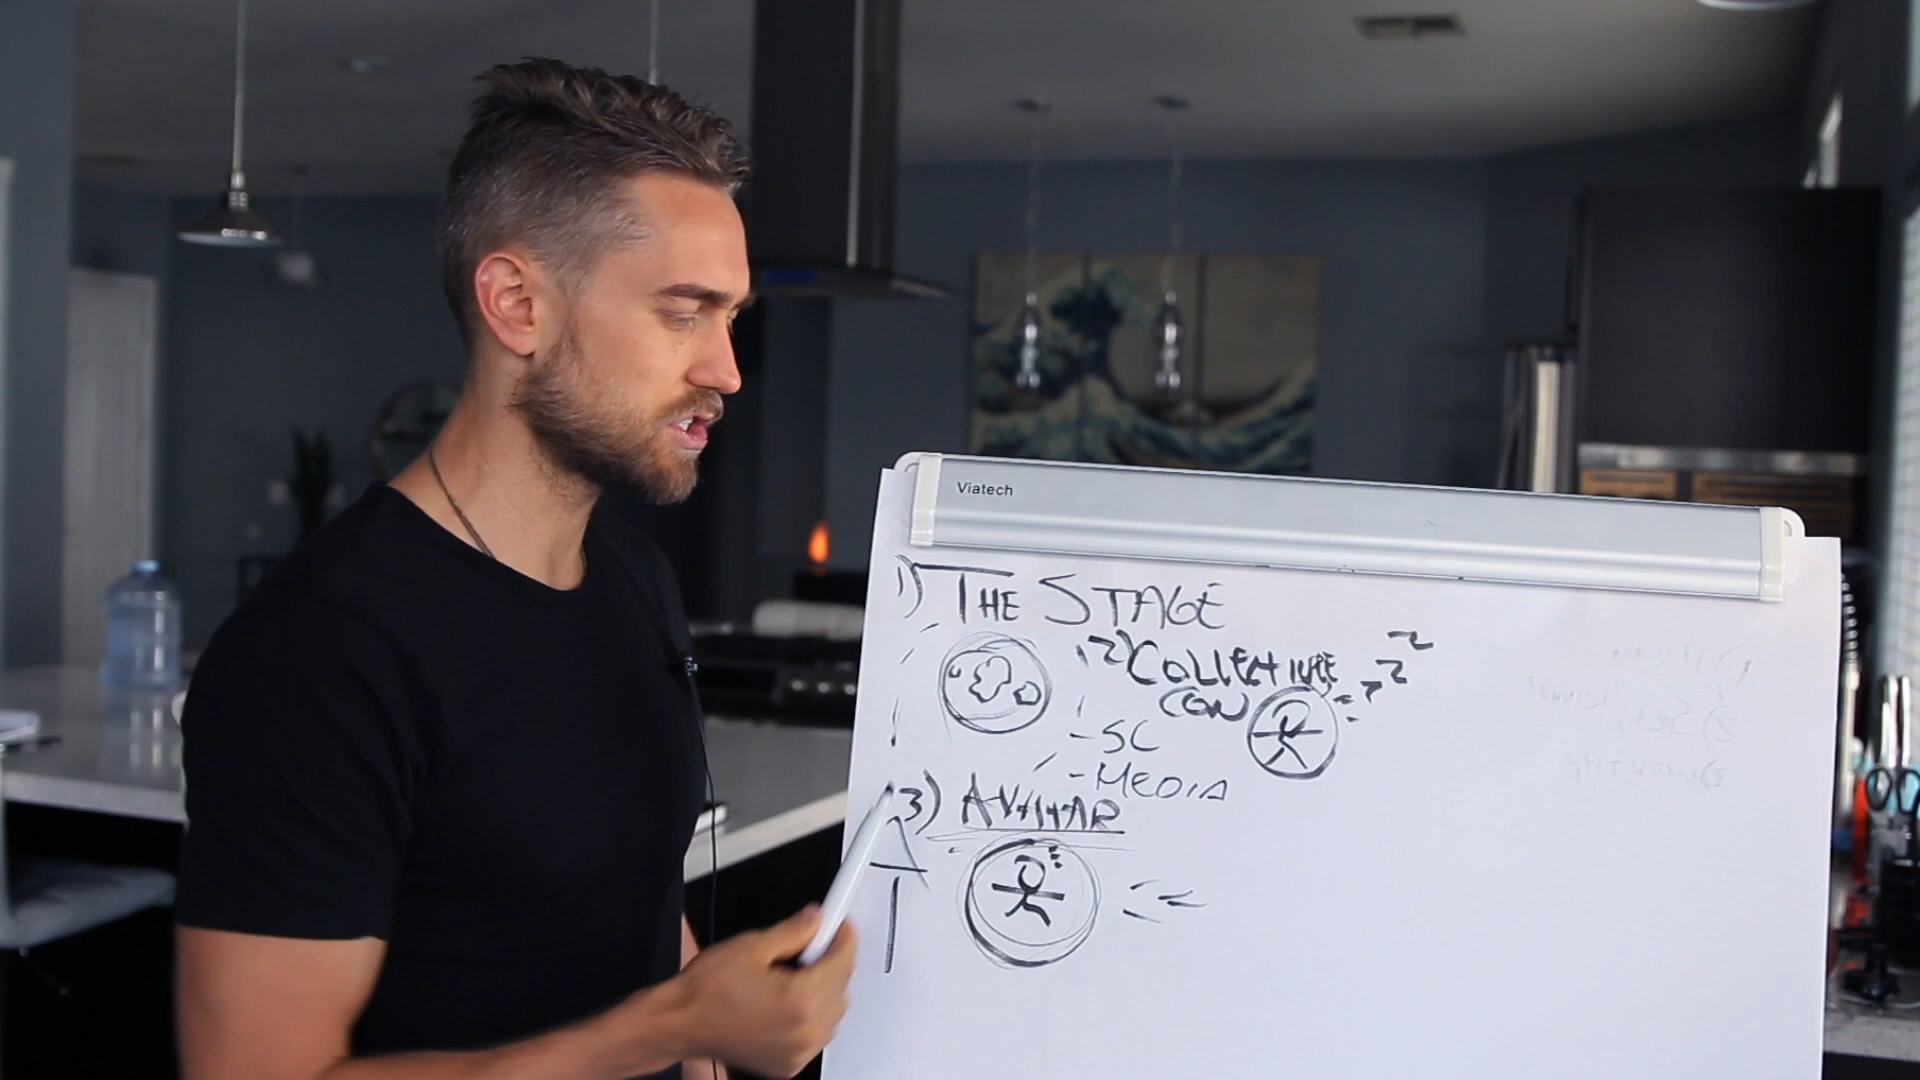 Viatech
1) THE STAGE
2) COLLECTIVE
CON
- SC
- MEDIA
3) AVATAR